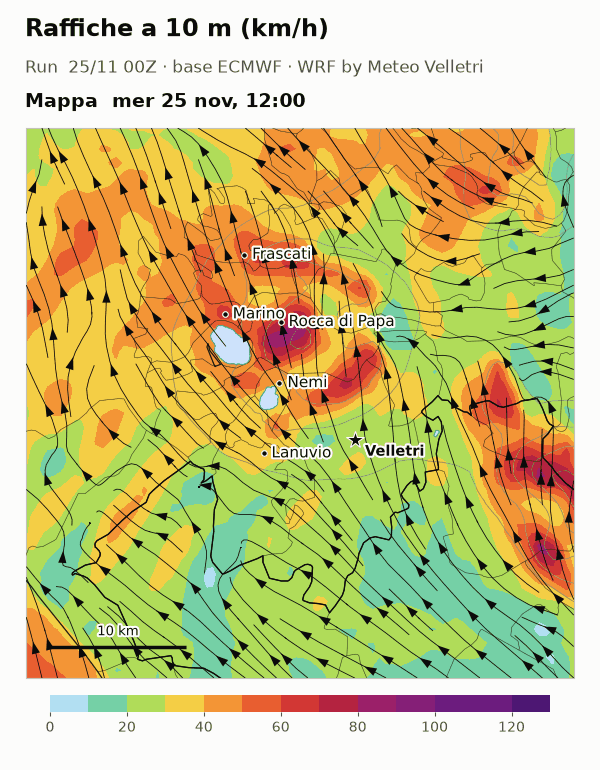 Raffiche a 10 m (km/h)
Run  25/11 00Z · base ECMWF · WRF by Meteo Velletri
Mappa  mer 25 nov, 12:00
Frascati
Marino
Rocca di Papa
Nemi
Velletri
Lanuvio
10 km
0 20 40 60 80 100 120